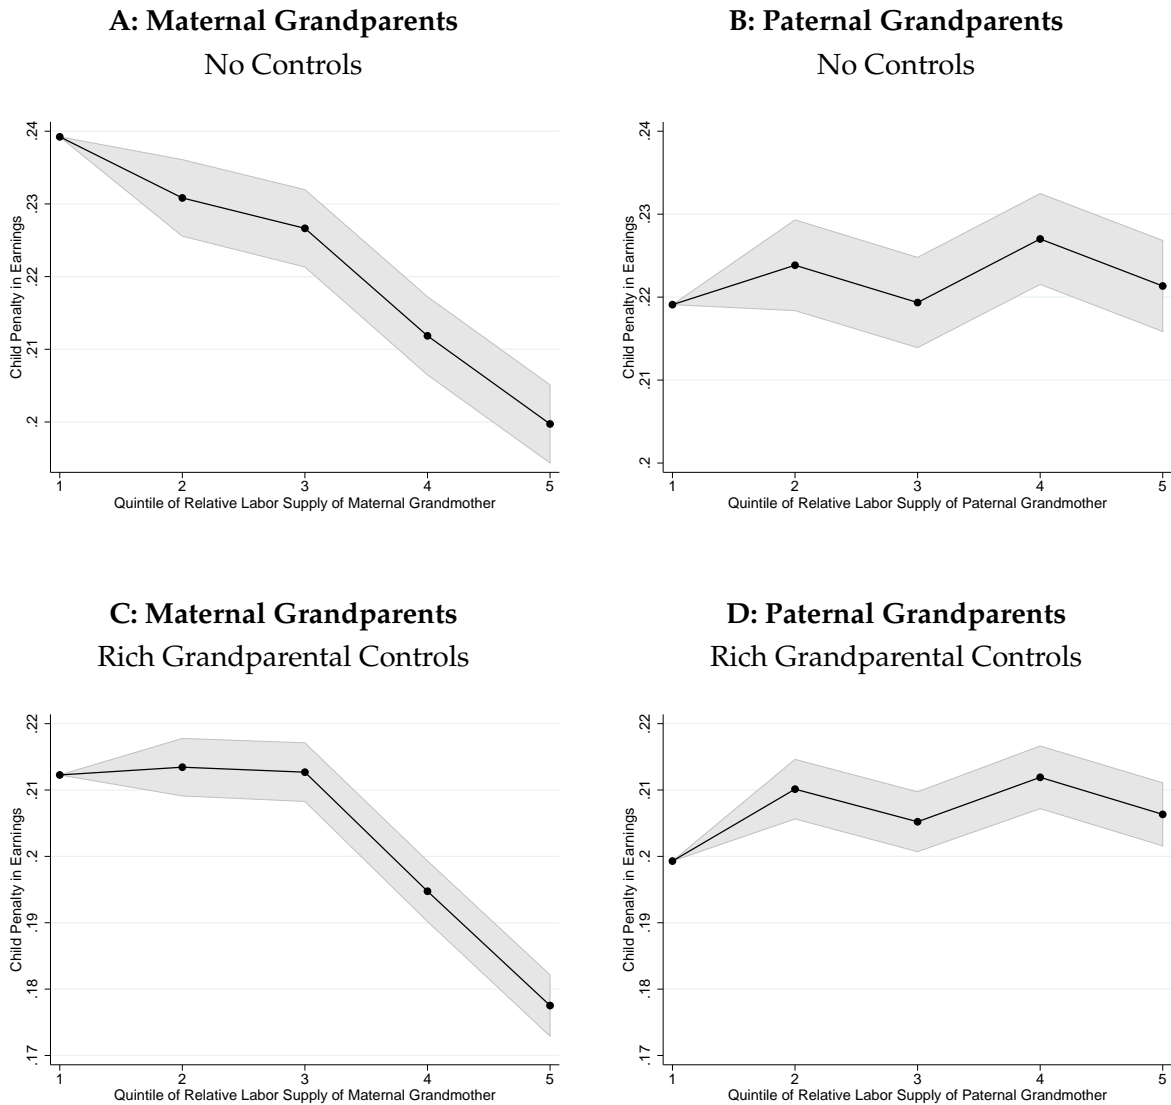 A: Maternal Grandparents
No Controls
Child Penalty in Earnings
.24
.23
.22
.21
.2
1 2 3 4 5
Quintile of Relative Labor Supply of Maternal Grandmother
B: Paternal Grandparents
No Controls
Child Penalty in Earnings
.24
.23
.22
.21
.2
1 2 3 4 5
Quintile of Relative Labor Supply of Paternal Grandmother
C: Maternal Grandparents
Rich Grandparental Controls
Child Penalty in Earnings
.22
.21
.2
.19
.18
.17
1 2 3 4 5
Quintile of Relative Labor Supply of Maternal Grandmother
D: Paternal Grandparents
Rich Grandparental Controls
Child Penalty in Earnings
.22
.21
.2
.19
.18
.17
1 2 3 4 5
Quintile of Relative Labor Supply of Paternal Grandmother